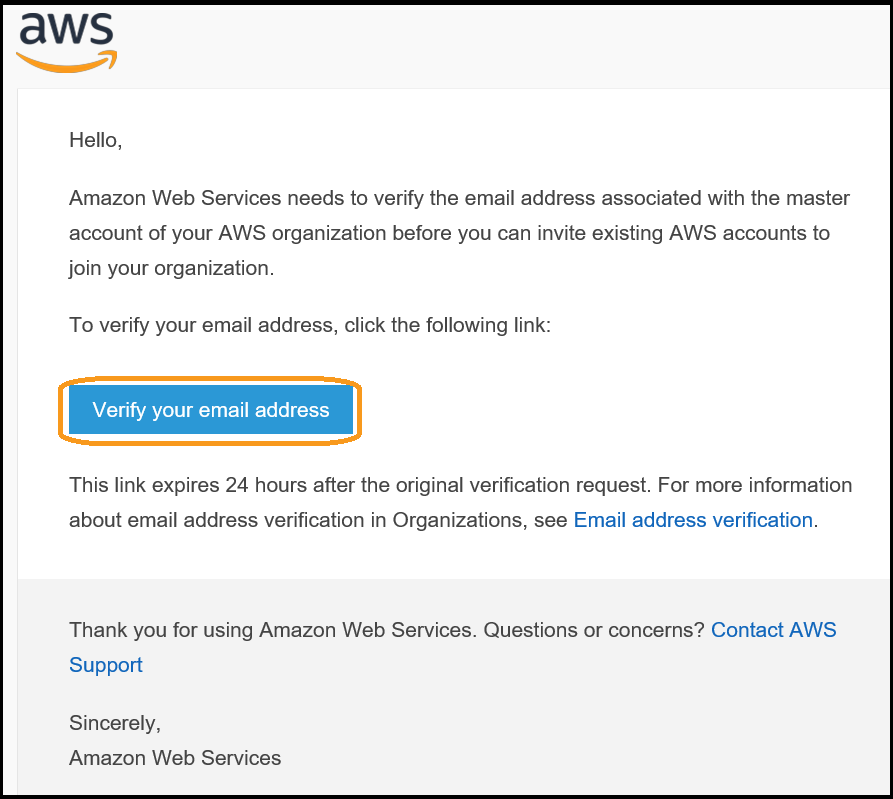 aws
Hello,
Amazon Web Services needs to verify the email address associated with the master
account of your AWS organization before you can invite existing AWS accounts to
join your organization.
To verify your email address, click the following link:
Verify your email address
This link expires 24 hours after the original verification request. For more information
about email address verification in Organizations, see Email address verification.
Thank you for using Amazon Web Services. Questions or concerns? Contact AWS
Support
Sincerely,
Amazon Web Services